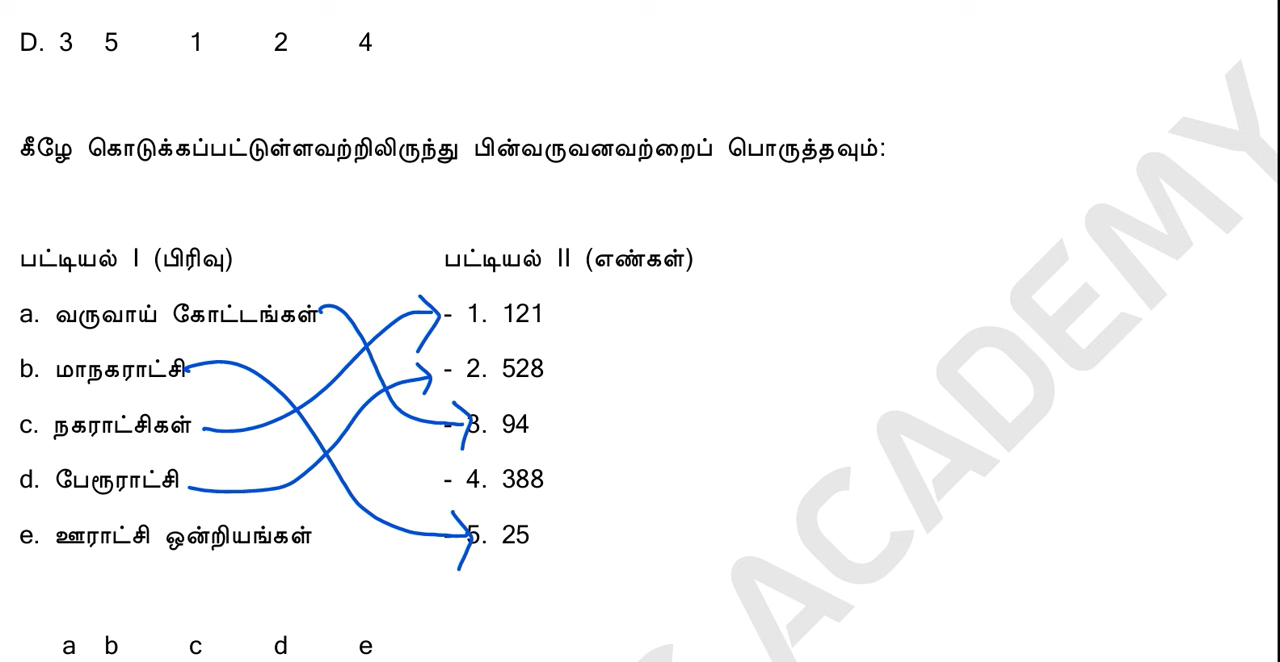 D. 3 5 1 2 4
கீழே கொடுக்கப்பட்டுள்ளவற்றிலிருந்து பின்வருவனவற்றைப் பொருத்தவும்:
பட்டியல் I (பிரிவு) பட்டியல் II (எண்கள்)
a. வருவாய் கோட்டங்கள் - 1. 121
b. மாநகராட்சி - 2. 528
c. நகராட்சிகள் - 3. 94
d. பேரூராட்சி - 4. 388
e. ஊராட்சி ஒன்றியங்கள் - 5. 25
a b c d e
ACADEMY